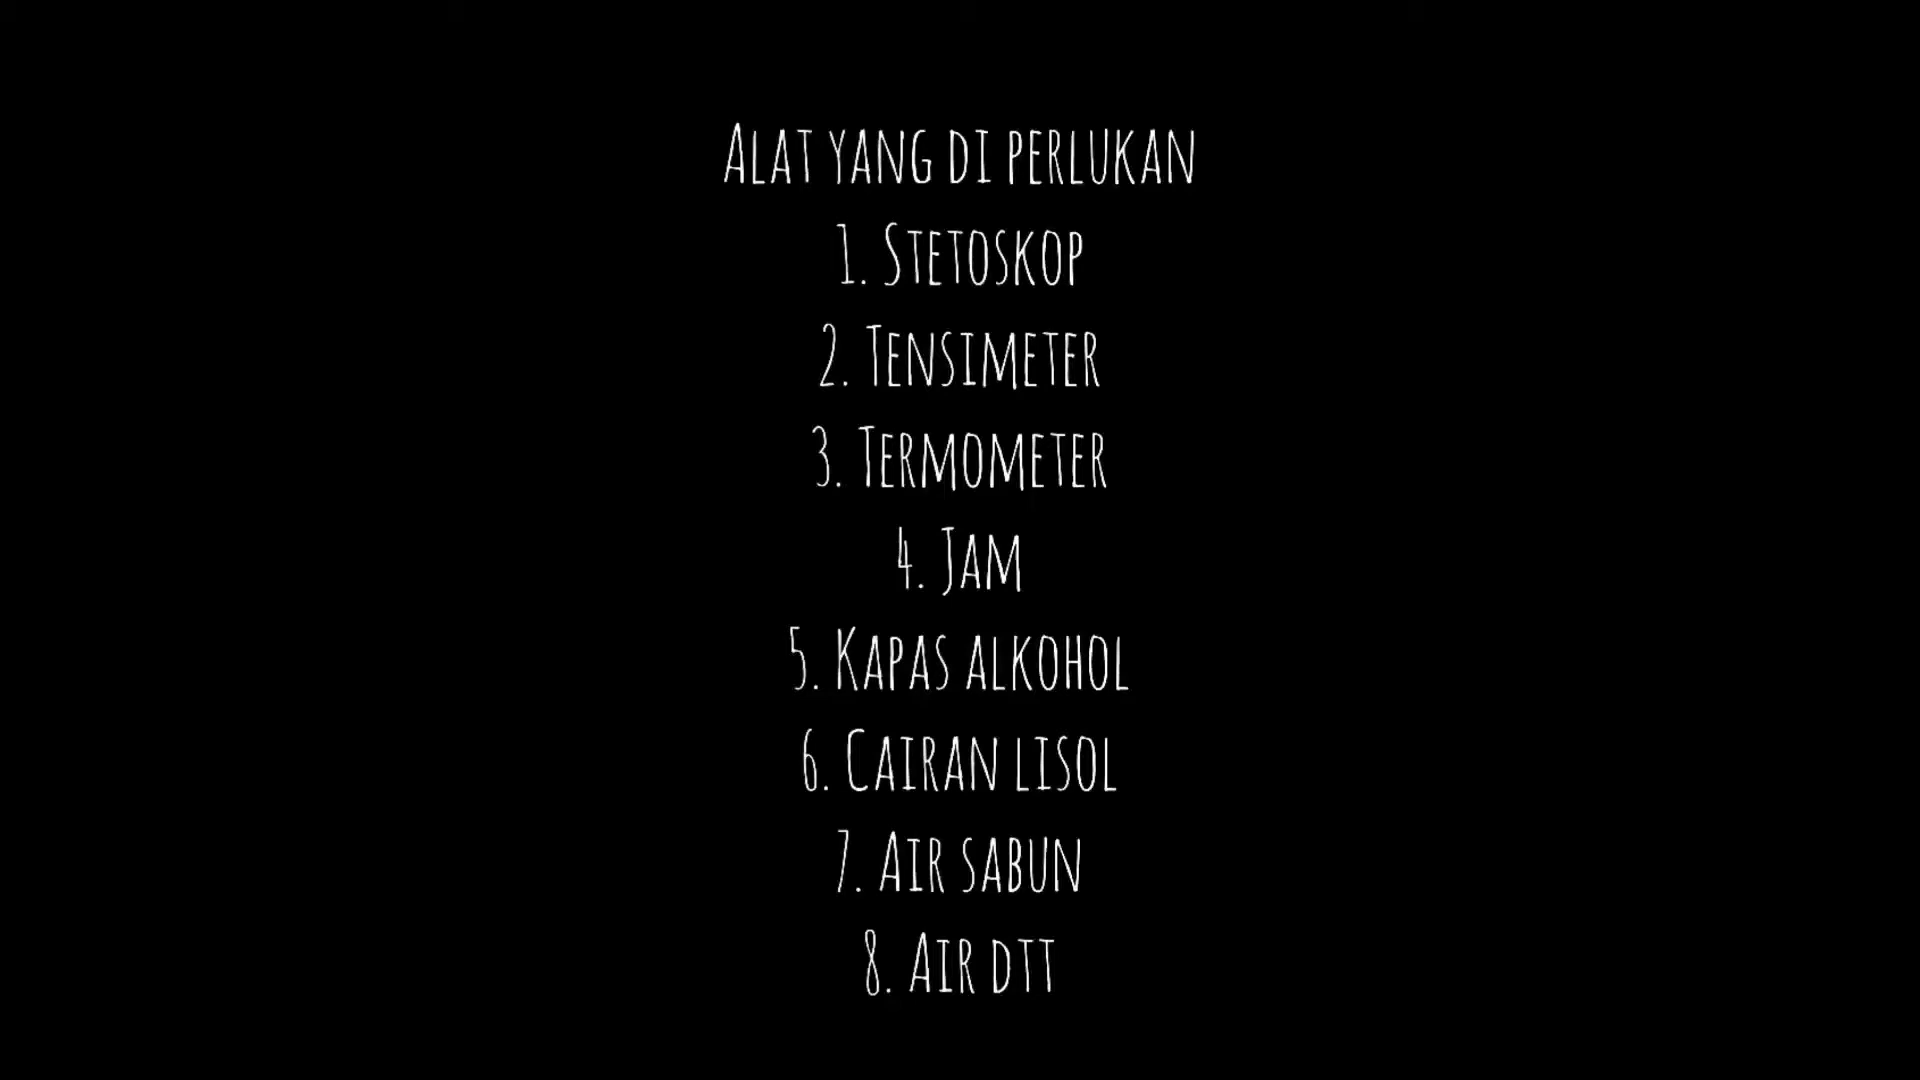 Alat yang di perlukan
1. Stetoskop
2. Tensimeter
3. Termometer
4. Jam
5. Kapas alkohol
6. Cairan lisol
7. Air sabun
8. Air dtt